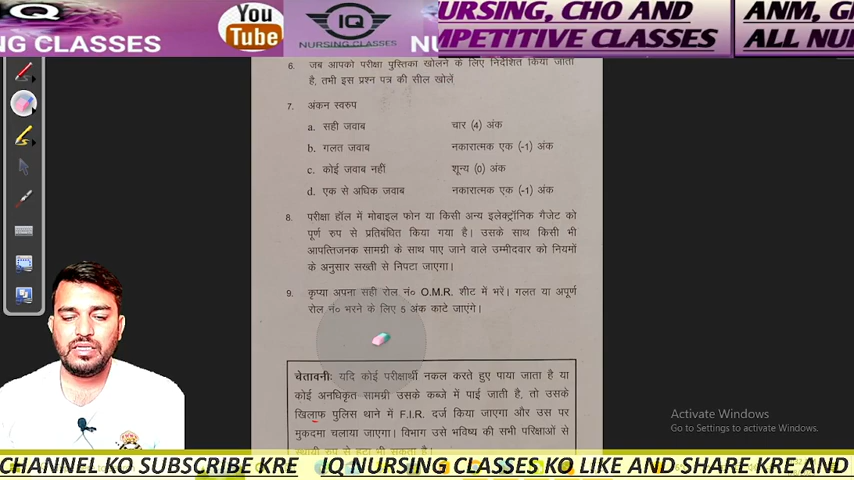 Q
NG CLASSES
You
Tube
IQ
NURSING CLASSES
NU
URSING, CHO AND
MPETITIVE CLASSES
ANM, G
ALL NU
6. जब आपको परीक्षा पुस्तिका खोलने के लिए निर्देशित किया जाता
है, तभी इस प्रश्न पत्र की सील खोलें
7. अंकन स्वरुप
a. सही जवाब चार (4) अंक
b. गलत जवाब नकारात्मक एक (-1) अंक
c. कोई जवाब नहीं शून्य (0) अंक
d. एक से अधिक जवाब नकारात्मक एक (-1) अंक
8. परीक्षा हॉल में मोबाइल फोन या किसी अन्य इलेक्ट्रॉनिक गैजेट को
पूर्ण रुप से प्रतिबंधित किया गया है। उसके साथ किसी भी
आपत्तिजनक सामग्री के साथ पाए जाने वाले उम्मीदवार को नियमों
के अनुसार सख्ती से निपटा जाएगा।
9. कृप्या अपना सही रोल नं० O.M.R. शीट में भरें। गलत या अपूर्ण
रोल नं० भरने के लिए 5 अंक काटे जाएंगे।
चेतावनी: यदि कोई परीक्षार्थी नकल करते हुए पाया जाता है या
कोई अनधिकृत सामग्री उसके कब्जे में पाई जाती है, तो उसके
खिलाफ पुलिस थाने में F.I.R. दर्ज किया जाएगा और उस पर
मुकदमा चलाया जाएगा। विभाग उसे भविष्य की सभी परिक्षाओं से
स्थायी रुप से हटा भी सकता है।
Activate Windows
Go to Settings to activate Windows.
CHANNEL KO SUBSCRIBE KRE IQ NURSING CLASSES KO LIKE AND SHARE KRE AND